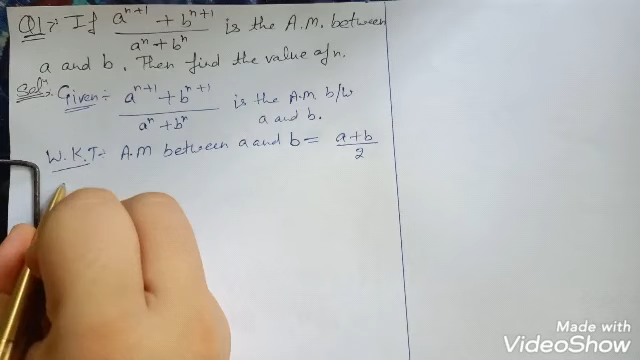 Q1:- If (a^(n+1) + b^(n+1))/(a^n + b^n) is the A.M. between
a and b. Then find the value of n.
Solⁿ:- Given:- (a^(n+1) + b^(n+1))/(a^n + b^n) is the A.M b/w
a and b.
W.K.T:- A.M between a and b = (a+b)/2
Made with
VideoShow